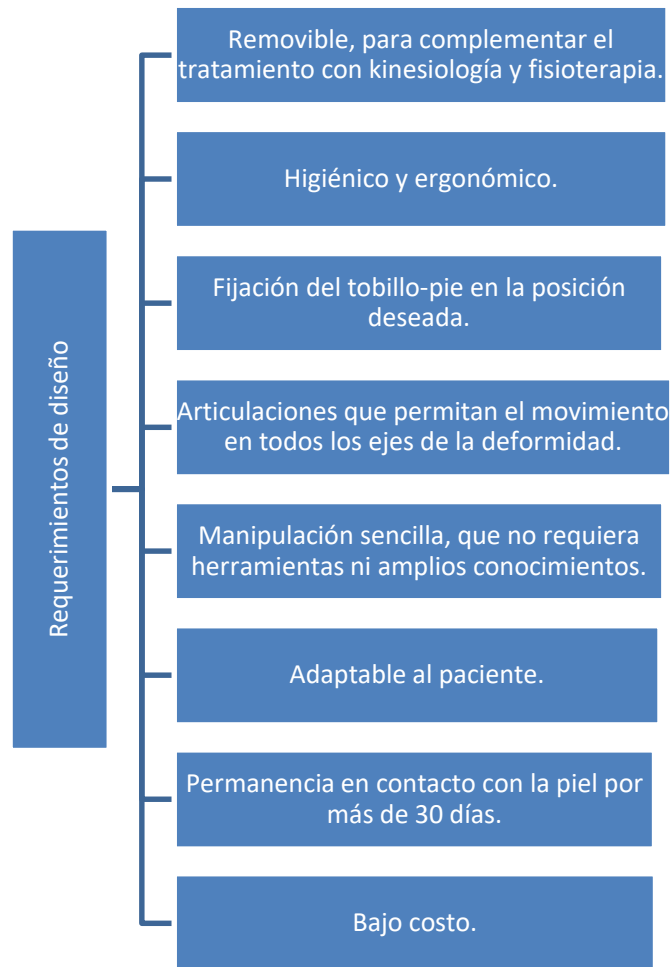 Requerimientos de diseño
Removible, para complementar el
tratamiento con kinesiología y fisioterapia.
Higiénico y ergonómico.
Fijación del tobillo-pie en la posición
deseada.
Articulaciones que permitan el movimiento
en todos los ejes de la deformidad.
Manipulación sencilla, que no requiera
herramientas ni amplios conocimientos.
Adaptable al paciente.
Permanencia en contacto con la piel por
más de 30 días.
Bajo costo.